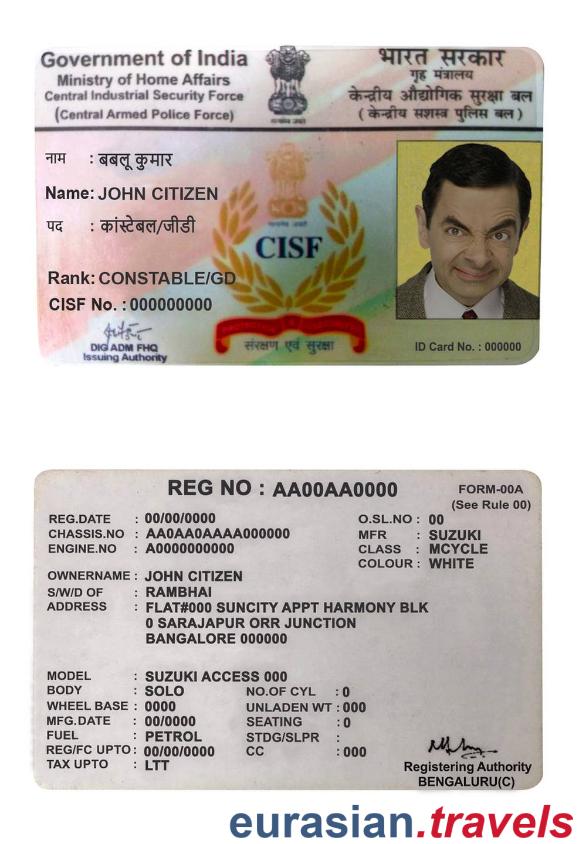 Government of India
Ministry of Home Affairs
Central Industrial Security Force
(Central Armed Police Force)
भारत सरकार
गृह मंत्रालय
केन्द्रीय औद्योगिक सुरक्षा बल
( केन्द्रीय सशस्त्र पुलिस बल )
नाम : बबलू कुमार
Name: JOHN CITIZEN
पद : कांस्टेबल/जीडी
CISF
Rank: CONSTABLE/GD
CISF No. : 000000000
संरक्षण एवं सुरक्षा
DIG ADM FHQ
Issuing Authority
ID Card No. : 000000
REG NO : AA00AA0000
FORM-00A
(See Rule 00)
REG.DATE : 00/00/0000
O.SL.NO : 00
CHASSIS.NO : AA0AA0AAAA000000
MFR : SUZUKI
ENGINE.NO : A0000000000
CLASS : MCYCLE
COLOUR : WHITE
OWNERNAME : JOHN CITIZEN
S/W/D OF : RAMBHAI
ADDRESS : FLAT#000 SUNCITY APPT HARMONY BLK
0 SARAJAPUR ORR JUNCTION
BANGALORE 000000
MODEL : SUZUKI ACCESS 000
BODY : SOLO
NO.OF CYL : 0
WHEEL BASE : 0000
UNLADEN WT : 000
MFG.DATE : 00/0000
SEATING : 0
FUEL : PETROL
STDG/SLPR :
REG/FC UPTO : 00/00/0000
CC : 000
TAX UPTO : LTT
Registering Authority
BENGALURU(C)
eurasian.travels